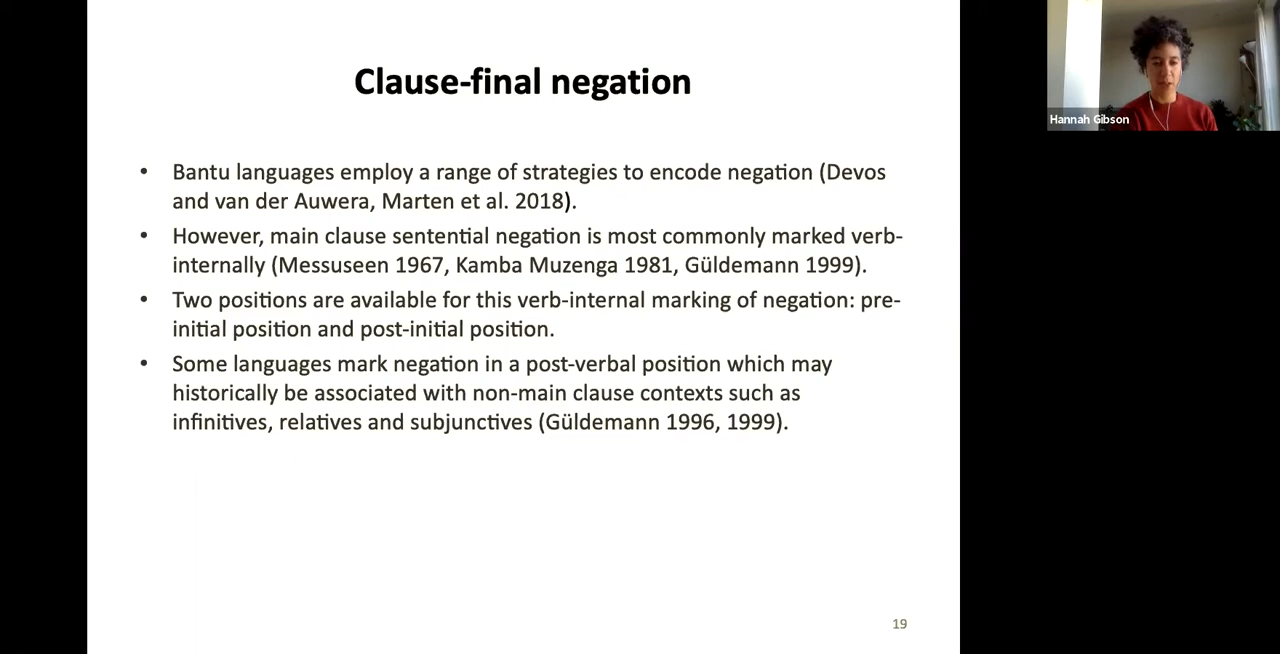 Clause-final negation
• Bantu languages employ a range of strategies to encode negation (Devos
and van der Auwera, Marten et al. 2018).
• However, main clause sentential negation is most commonly marked verb-
internally (Messuseen 1967, Kamba Muzenga 1981, Güldemann 1999).
• Two positions are available for this verb-internal marking of negation: pre-
initial position and post-initial position.
• Some languages mark negation in a post-verbal position which may
historically be associated with non-main clause contexts such as
infinitives, relatives and subjunctives (Güldemann 1996, 1999).
19
Hannah Gibson